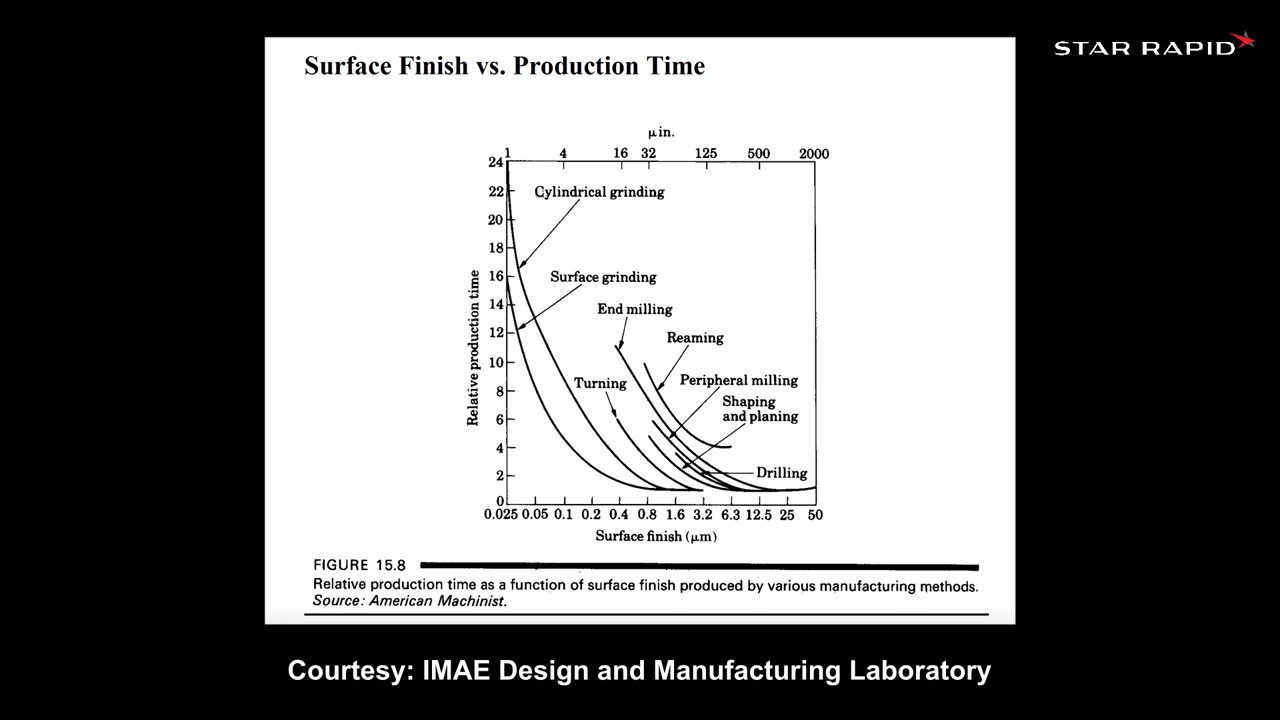 STAR RAPID
Surface Finish vs. Production Time
μin.
1 4 16 32 125 500 2000
24
22
20
18
16
14
12
10
8
6
4
2
0
Relative production time
Cylindrical grinding
Surface grinding
End milling
Reaming
Turning
Peripheral milling
Shaping
and planing
Drilling
0.025 0.05 0.1 0.2 0.4 0.8 1.6 3.2 6.3 12.5 25 50
Surface finish (μm)
FIGURE 15.8
Relative production time as a function of surface finish produced by various manufacturing methods.
Source: American Machinist.
Courtesy: IMAE Design and Manufacturing Laboratory